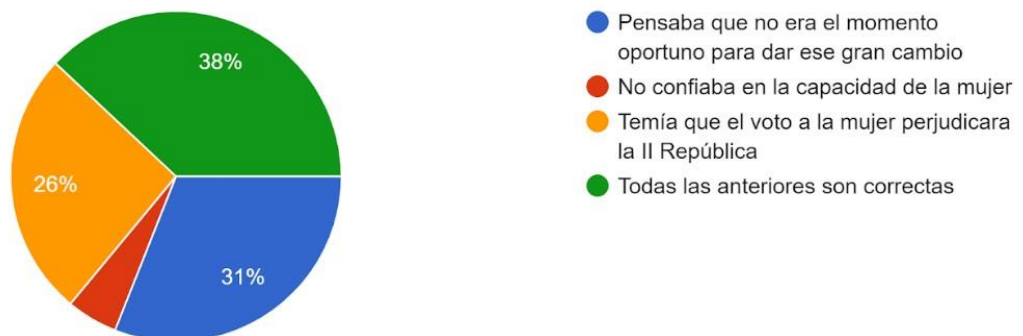 38%
26%
31%
Pensaba que no era el momento
oportuno para dar ese gran cambio
No confiaba en la capacidad de la mujer
Temía que el voto a la mujer perjudicara
la II República
Todas las anteriores son correctas